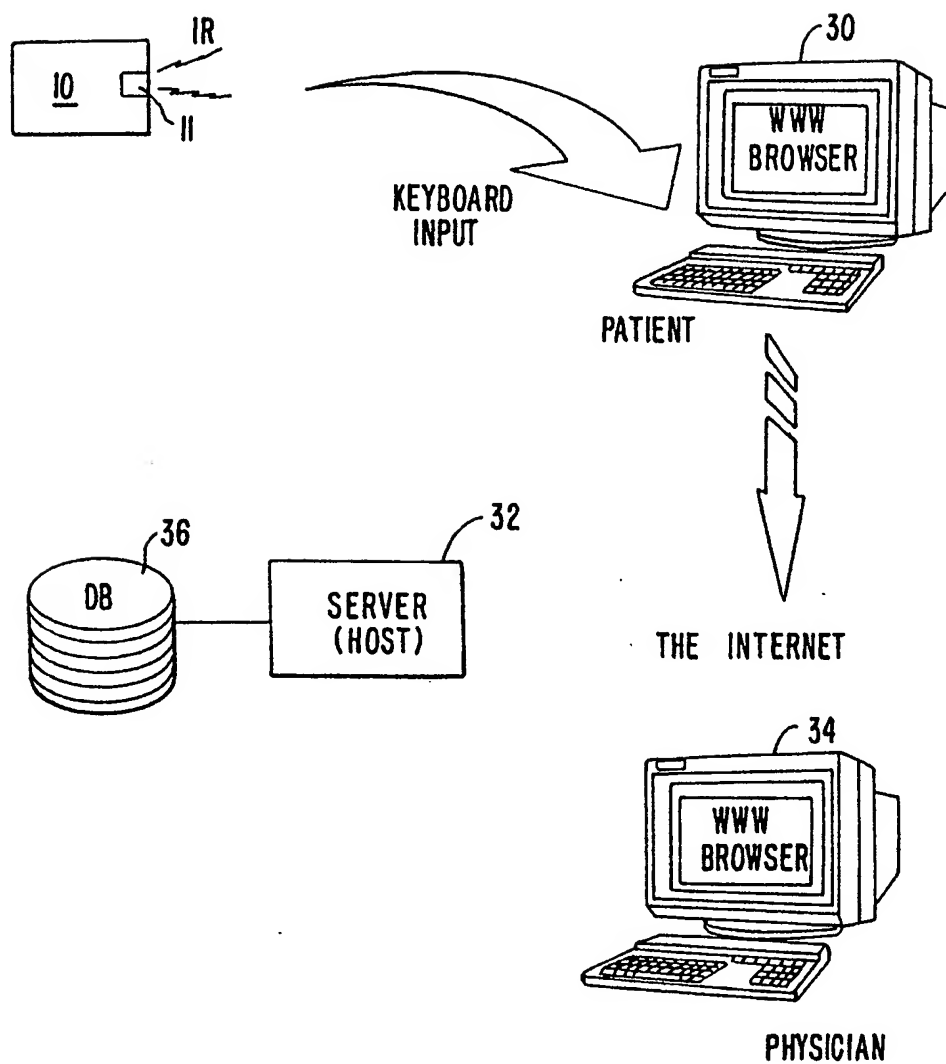 IR
30
10
11
WWW
BROWSER
KEYBOARD
INPUT
PATIENT
36
32
DB
SERVER
(HOST)
THE INTERNET
34
WWW
BROWSER
PHYSICIAN